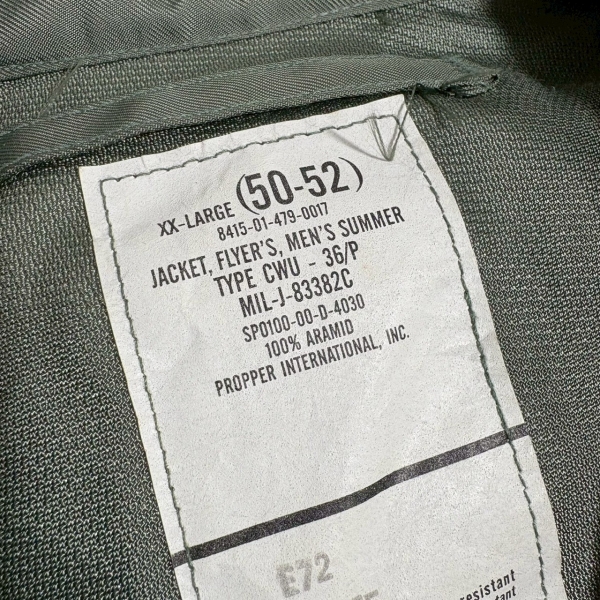 XX-LARGE (50-52)
8415-01-479-0017
JACKET, FLYER'S, MEN'S SUMMER
TYPE CWU - 36/P
MIL-J-83382C
SP0100-00-D-4030
100% ARAMID
PROPPER INTERNATIONAL, INC.
E72